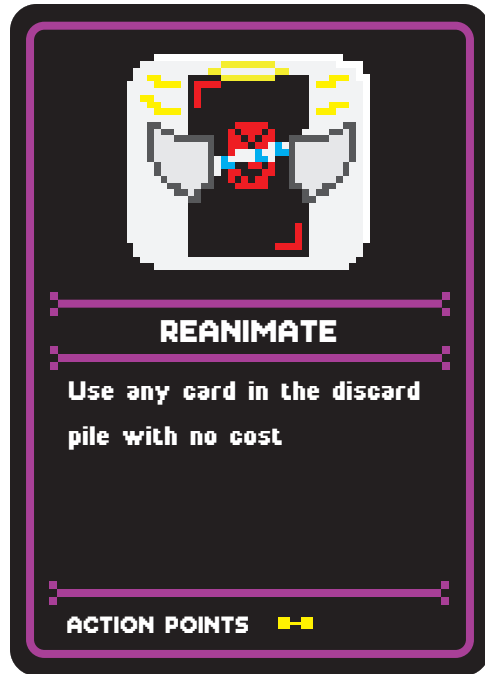 REANIMATE
Use any card in the discard
pile with no cost
ACTION POINTS